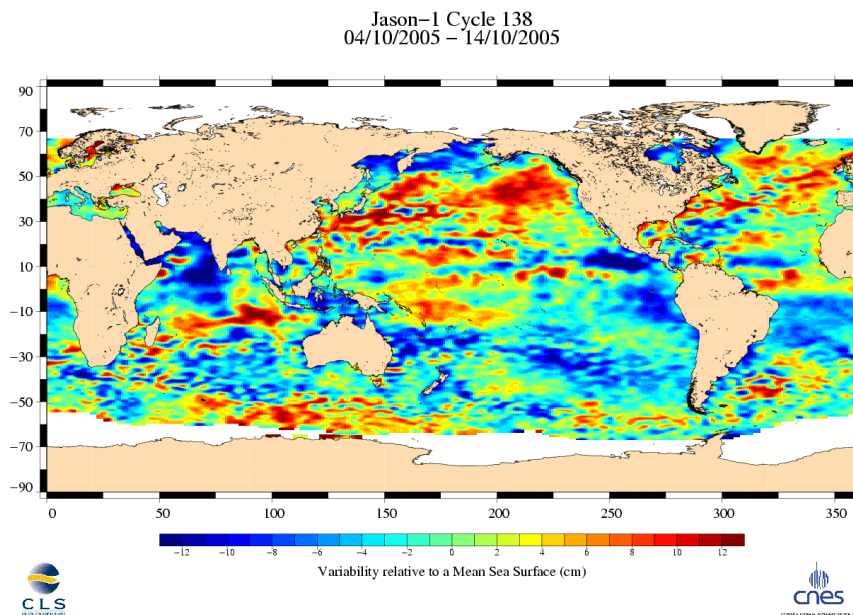 Jason−1 Cycle 138
04/10/2005 − 14/10/2005
90
70
50
30
10
−10
−30
−50
−70
−90
0 50 100 150 200 250 300 350
−12 −10 −8 −6 −4 −2 0 2 4 6 8 10 12
Variability relative to a Mean Sea Surface (cm)
CLS
cnes